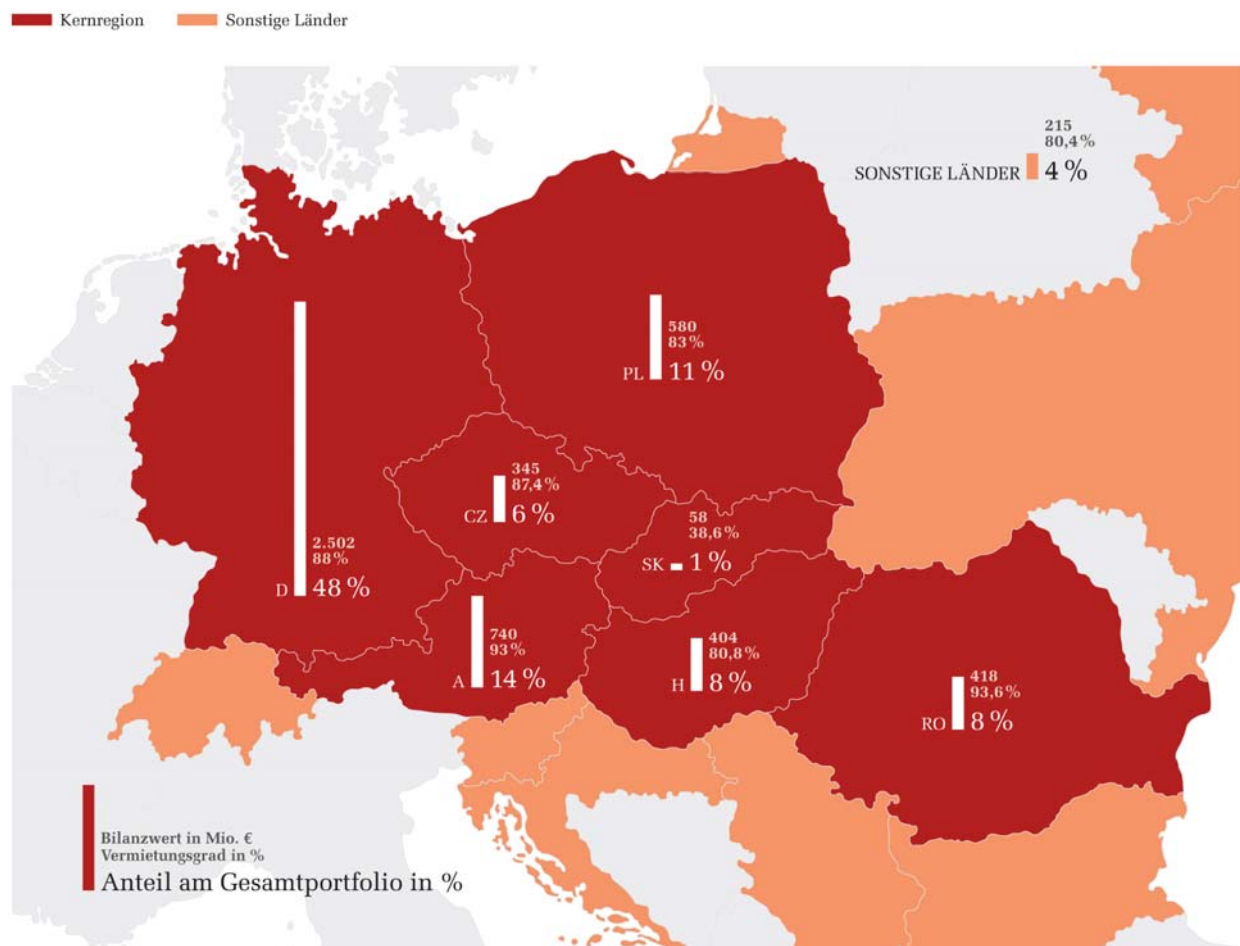 Kernregion
Sonstige Länder
215
80,4 %
SONSTIGE LÄNDER 4 %
580
83 %
PL 11 %
345
87,4 %
CZ 6 %
58
38,6 %
SK 1 %
2.502
88 %
D 48 %
740
93 %
A 14 %
404
80,8 %
H 8 %
418
93,6 %
RO 8 %
Bilanzwert in Mio. €
Vermietungsgrad in %
Anteil am Gesamtportfolio in %